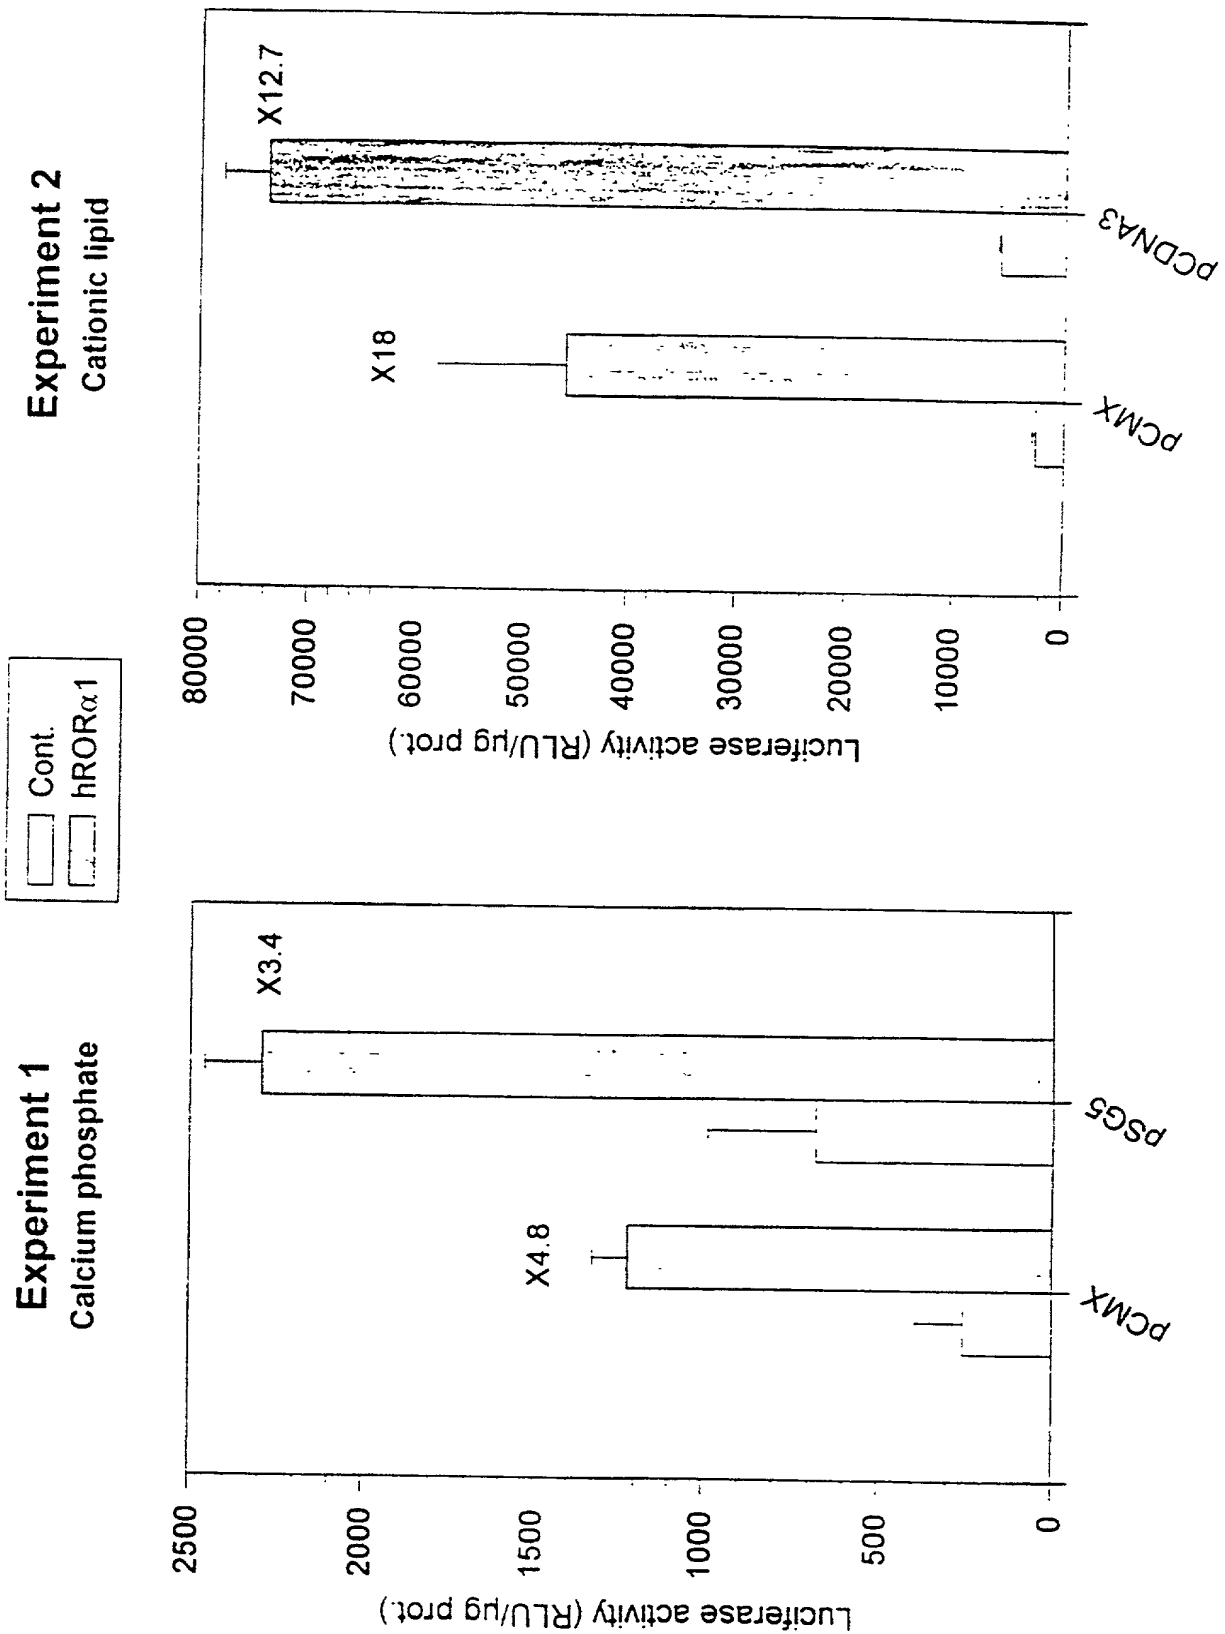 Experiment 1
Calcium phosphate
Luciferase activity (RLU/µg prot.)
2500
2000
1500
1000
500
0
X4.8
X3.4
pCMX
pSG5
Cont.
hRORα1
Experiment 2
Cationic lipid
Luciferase activity (RLU/µg prot.)
80000
70000
60000
50000
40000
30000
20000
10000
0
X18
X12.7
pCMX
pCDNA3